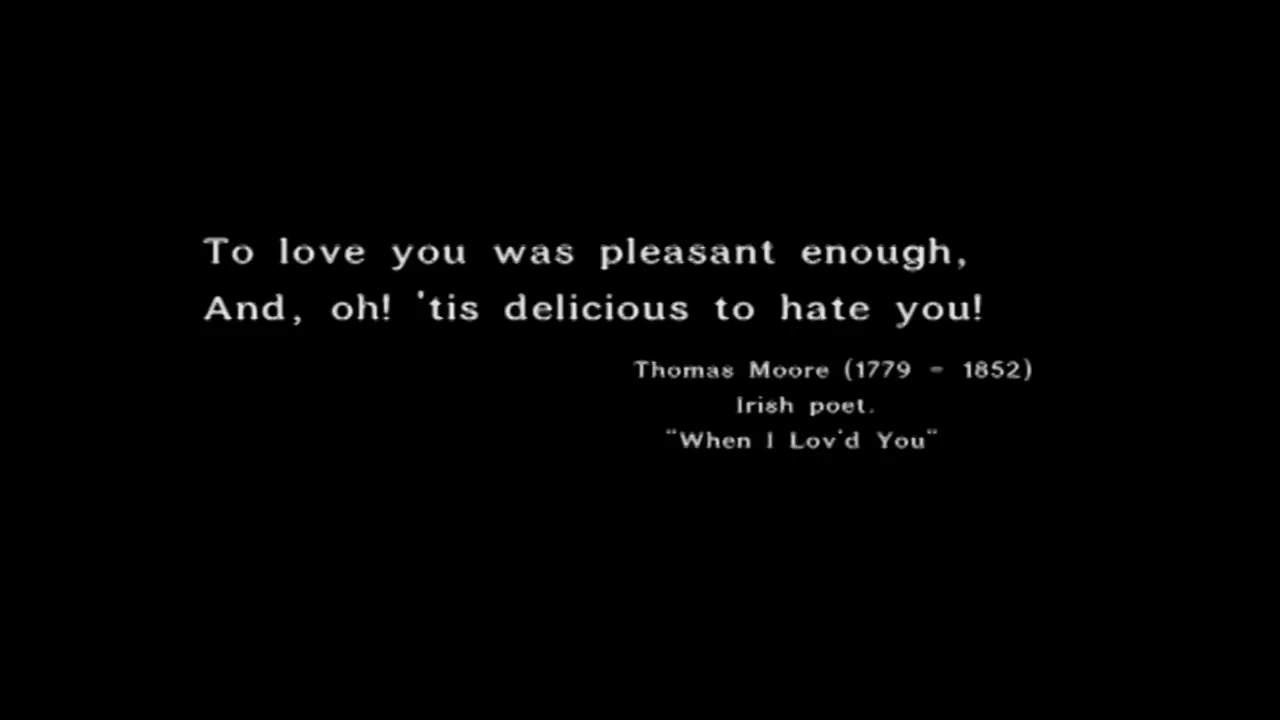 To love you was pleasant enough,
And, oh! 'tis delicious to hate you!
Thomas Moore (1779 - 1852)
Irish poet.
"When I Lov'd You"